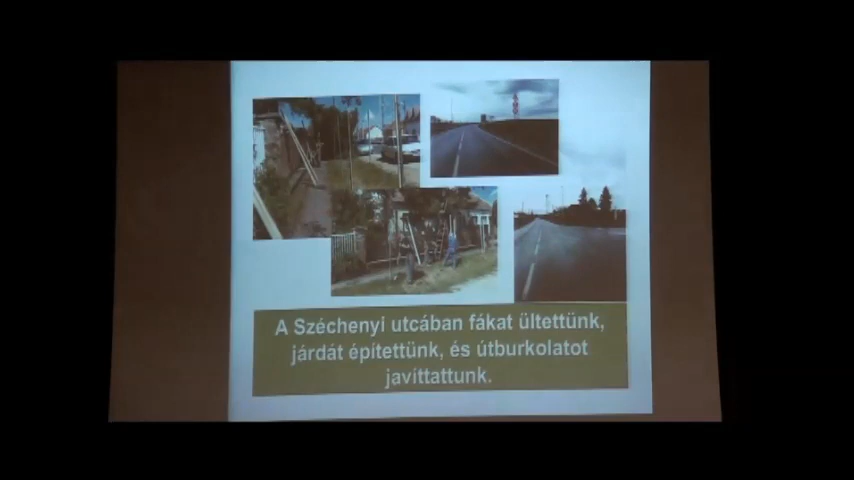 A Széchenyi utcában fákat ültettünk,
járdát építettünk, és útburkolatot
javíttattunk.